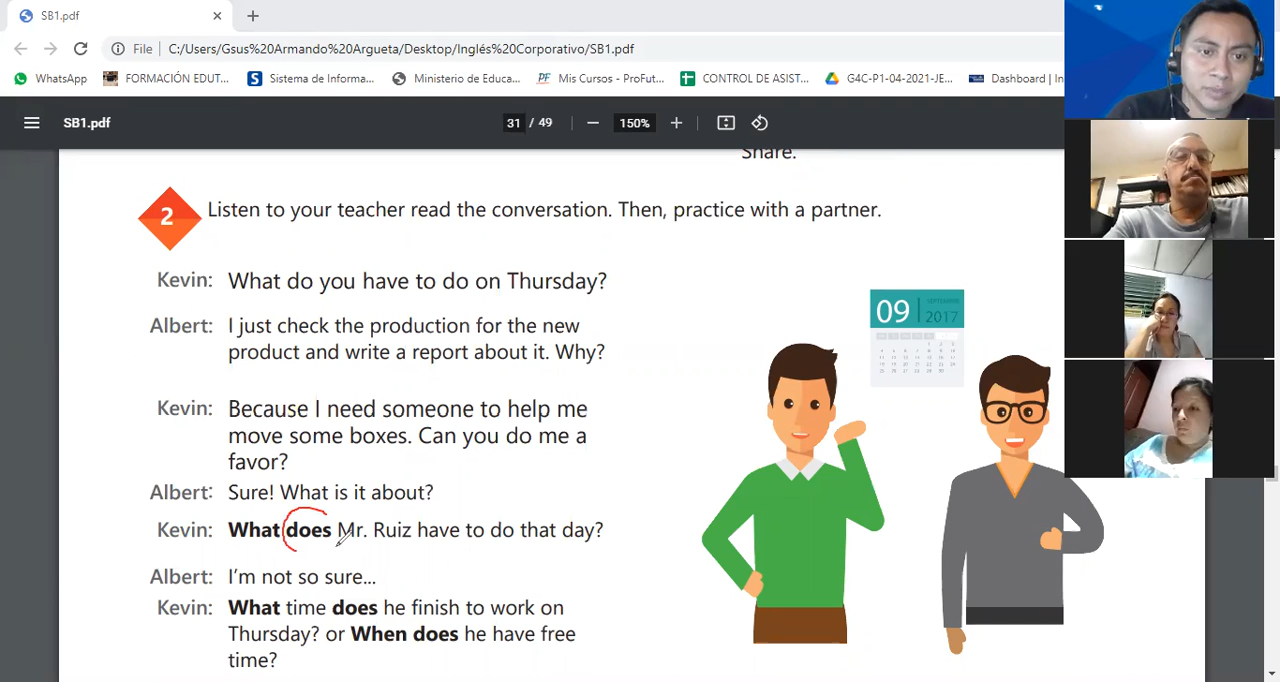 SB1.pdf
File | C:/Users/Gsus%20Armando%20Argueta/Desktop/Inglés%20Corporativo/SB1.pdf
WhatsApp FORMACIÓN EDUT... Sistema de Informa... Ministerio de Educa... Mis Cursos - ProFut... CONTROL DE ASIST... G4C-P1-04-2021-JE... Dashboard | In
SB1.pdf 31 / 49 150%
Share.
2 Listen to your teacher read the conversation. Then, practice with a partner.
Kevin: What do you have to do on Thursday?
Albert: I just check the production for the new
product and write a report about it. Why?
Kevin: Because I need someone to help me
move some boxes. Can you do me a
favor?
Albert: Sure! What is it about?
Kevin: What does Mr. Ruiz have to do that day?
Albert: I'm not so sure...
Kevin: What time does he finish to work on
Thursday? or When does he have free
time?
09 SEPTEMBER
2017